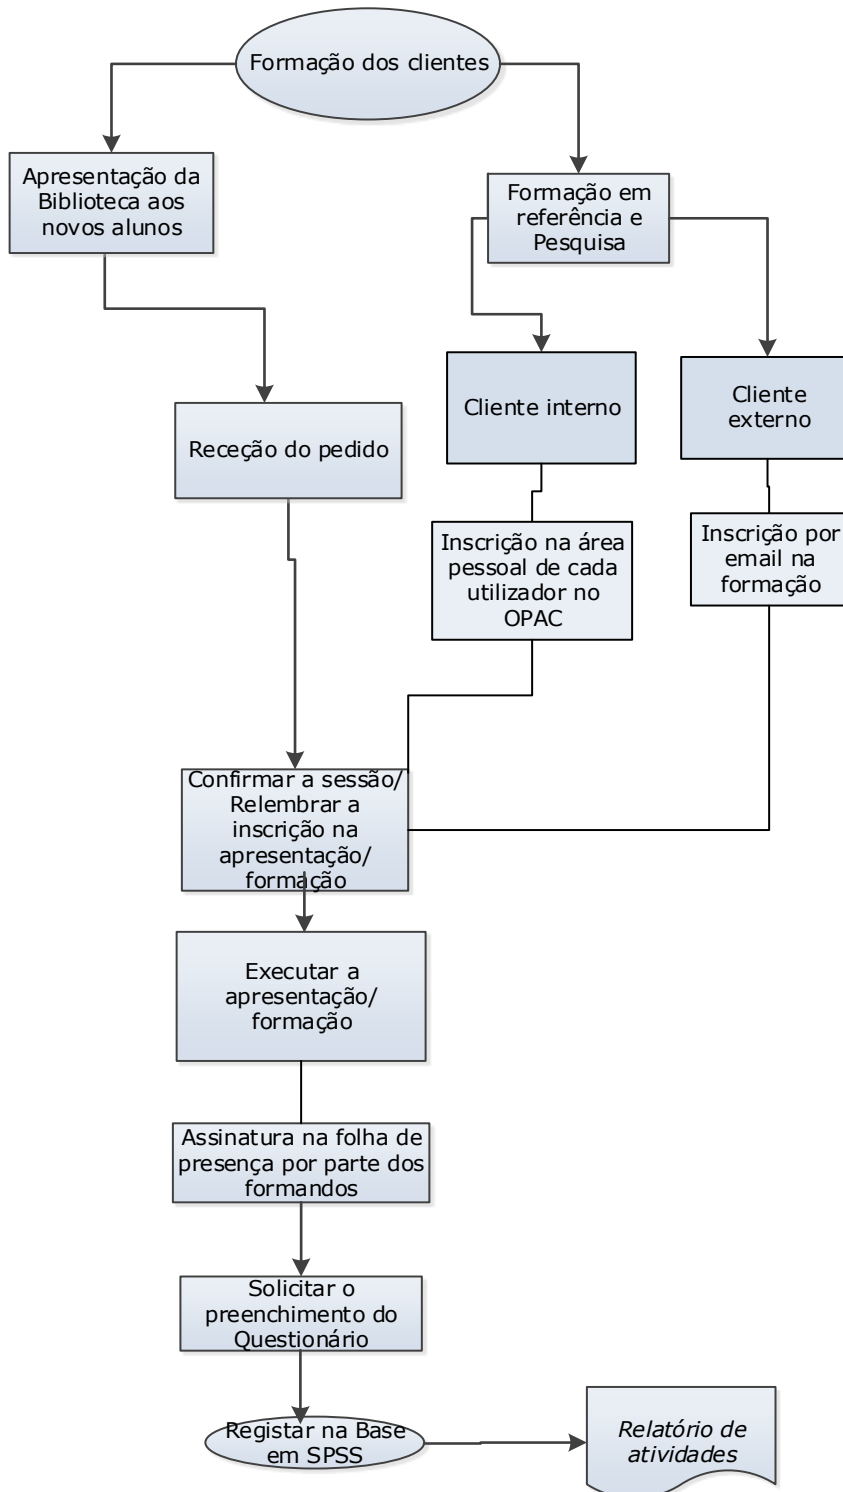 Formação dos clientes
Apresentação da
Biblioteca aos
novos alunos
Formação em
referência e
Pesquisa
Cliente interno
Cliente
externo
Receção do pedido
Inscrição na área
pessoal de cada
utilizador no
OPAC
Inscrição por
email na
formação
Confirmar a sessão/
Relembrar a
inscrição na
apresentação/
formação
Executar a
apresentação/
formação
Assinatura na folha de
presença por parte dos
formandos
Solicitar o
preenchimento do
Questionário
Registar na Base
em SPSS
Relatório de
atividades